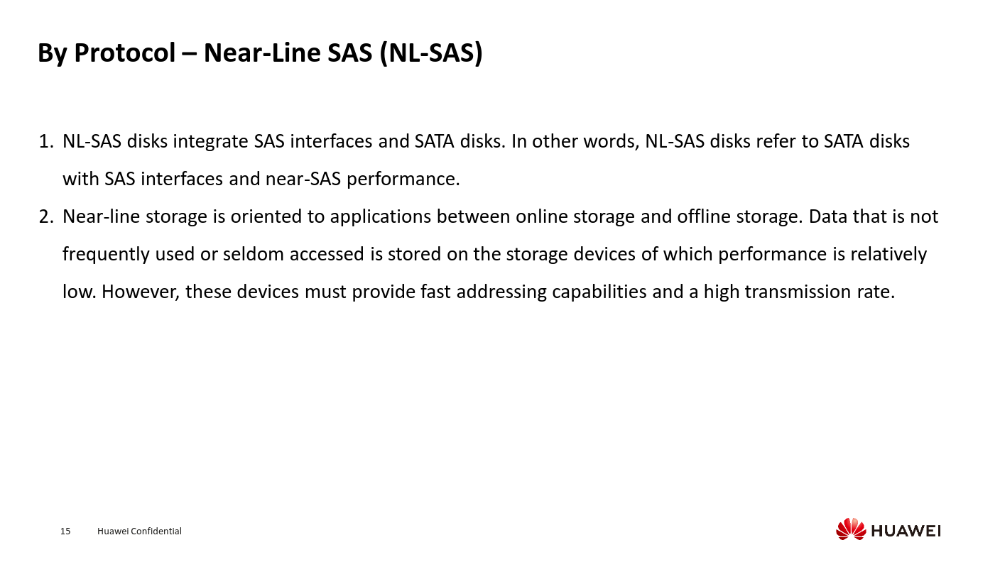 By Protocol – Near-Line SAS (NL-SAS)
1. NL-SAS disks integrate SAS interfaces and SATA disks. In other words, NL-SAS disks refer to SATA disks
with SAS interfaces and near-SAS performance.
2. Near-line storage is oriented to applications between online storage and offline storage. Data that is not
frequently used or seldom accessed is stored on the storage devices of which performance is relatively
low. However, these devices must provide fast addressing capabilities and a high transmission rate.
15 Huawei Confidential
HUAWEI